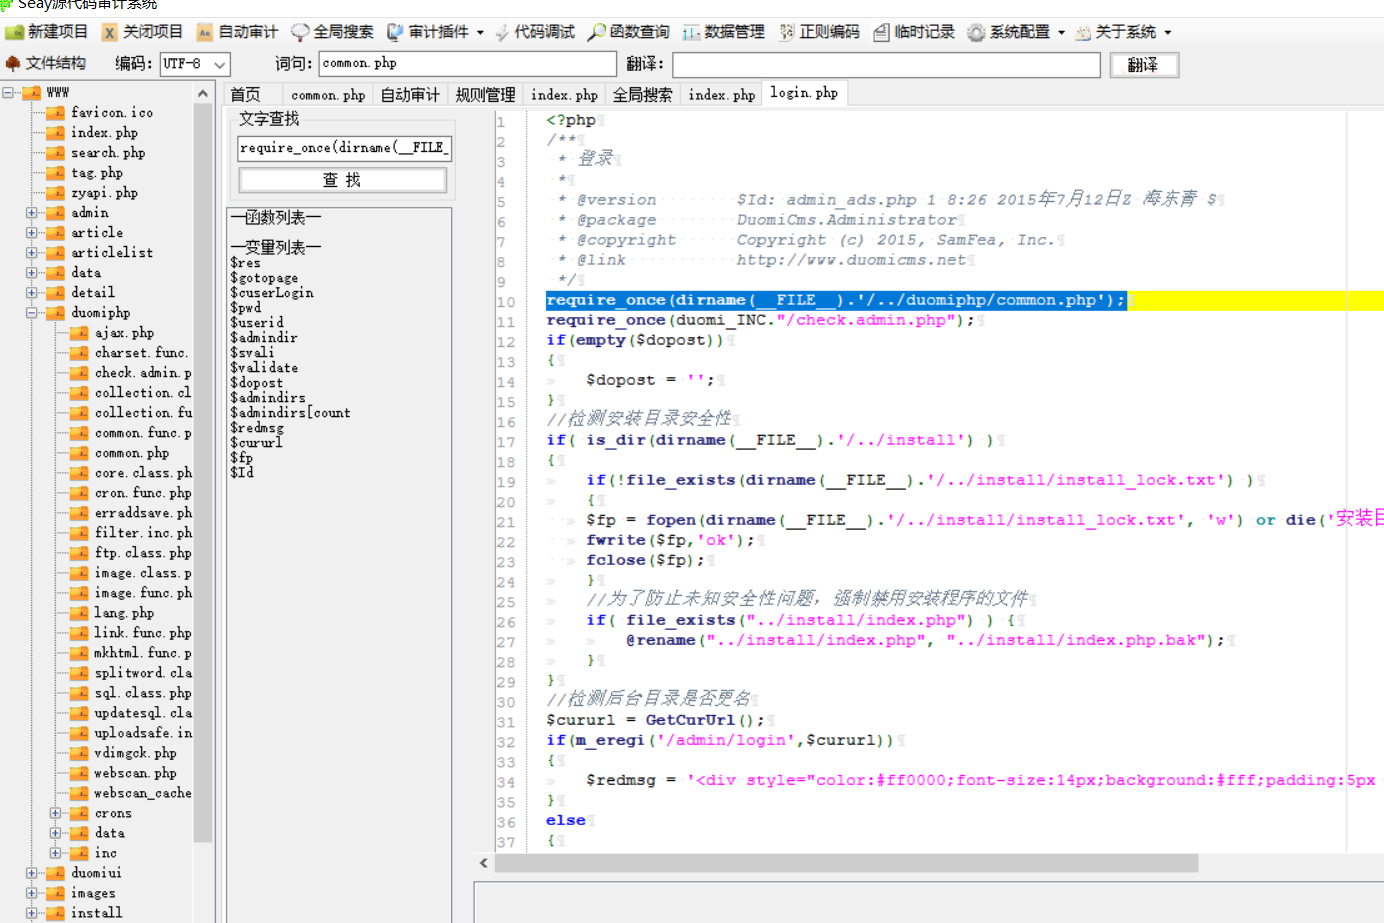 Seay源代码审计系统
新建项目 关闭项目 自动审计 全局搜索 审计插件 代码调试 函数查询 数据管理 正则编码 临时记录 系统配置 关于系统
文件结构 编码: UTF-8 词句: common.php 翻译: 翻译
WWW
favicon.ico
index.php
search.php
tag.php
zyapi.php
admin
article
articlelist
data
detail
duomiphp
ajax.php
charset.func.
check.admin.p
collection.cl
collection.fu
common.func.p
common.php
core.class.ph
cron.func.php
erraddsave.ph
filter.inc.ph
ftp.class.php
image.class.p
image.func.ph
lang.php
link.func.php
mkhtml.func.p
splitword.cla
sql.class.php
updatesql.cla
uploadsafe.in
vdimgck.php
webscan.php
webscan_cache
crons
data
inc
duomiui
images
install
首页 common.php 自动审计 规则管理 index.php 全局搜索 index.php login.php
文字查找
require_once(dirname(__FILE_
查 找
—函数列表—
—变量列表—
$res
$gotopage
$cuserLogin
$pwd
$userid
$admindir
$svali
$validate
$dopost
$admindirs
$admindirs[count
$redmsg
$cururl
$fp
$Id
1 <?php
2 /**
3 * 登录
4 *
5 * @version $Id: admin_ads.php 1 8:26 2015年7月12日Z 海东青 $
6 * @package DuomiCms.Administrator
7 * @copyright Copyright (c) 2015, SamFea, Inc.
8 * @link http://www.duomicms.net
9 */
10 require_once(dirname(__FILE__).'/../duomiphp/common.php');
11 require_once(duomi_INC."/check.admin.php");
12 if(empty($dopost))
13 {
14 $dopost = '';
15 }
16 //检测安装目录安全性
17 if( is_dir(dirname(__FILE__).'/../install') )
18 {
19 if(!file_exists(dirname(__FILE__).'/../install/install_lock.txt') )
20 {
21 $fp = fopen(dirname(__FILE__).'/../install/install_lock.txt', 'w') or die('安装目
22 fwrite($fp,'ok');
23 fclose($fp);
24 }
25 //为了防止未知安全性问题，强制禁用安装程序的文件
26 if( file_exists("../install/index.php") ) {
27 @rename("../install/index.php", "../install/index.php.bak");
28 }
29 }
30 //检测后台目录是否更名
31 $cururl = GetCurUrl();
32 if(m_eregi('/admin/login',$cururl))
33 {
34 $redmsg = '<div style="color:#ff0000;font-size:14px;background:#fff;padding:5px
35 }
36 else
37 {